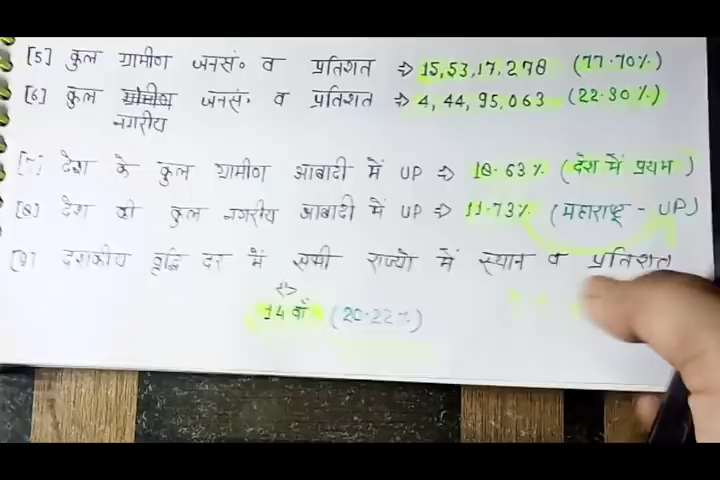 [5] कुल ग्रामीण जनसं० व प्रतिशत ⇒ 15,53,17,278 (77.70%)
[6] कुल ग्रामीण जनसं० व प्रतिशत ⇒ 4,44,95,063 (22.30%)
नगरीय
[7] देश के कुल ग्रामीण आबादी में UP ⇒ 18.63% (देश में प्रथम)
[8] देश की कुल नगरीय आबादी में UP ⇒ 11.73% (महाराष्ट्र - UP)
[9] दशकीय वृद्धि दर में सभी राज्यो में स्थान व प्रतिशत
⇒
14 वाँ (20.22%)